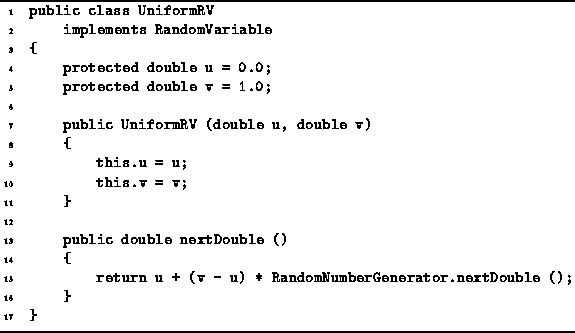 1 public class UniformRV
2 implements RandomVariable
3 {
4 protected double u = 0.0;
5 protected double v = 1.0;
6
7 public UniformRV (double u, double v)
8 {
9 this.u = u;
10 this.v = v;
11 }
12
13 public double nextDouble ()
14 {
15 return u + (v - u) * RandomNumberGenerator.nextDouble ();
16 }
17 }